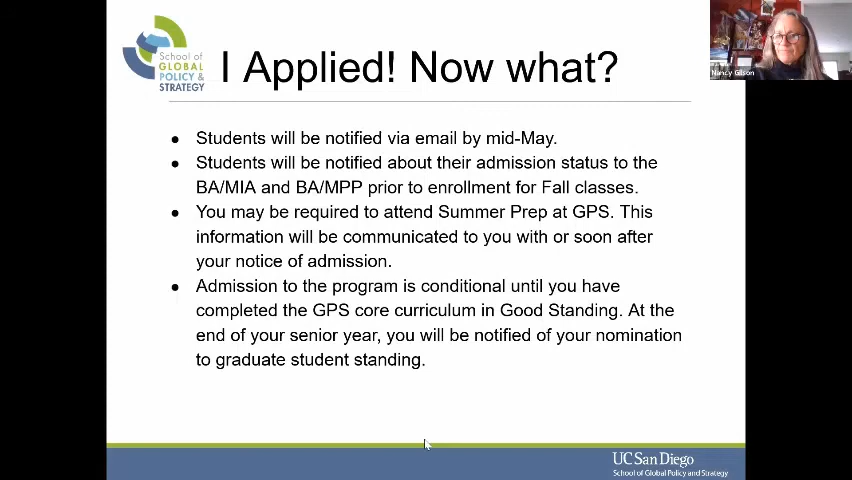 School of
GLOBAL
POLICY &
STRATEGY
I Applied! Now what?
Nancy Gilson
● Students will be notified via email by mid-May.
● Students will be notified about their admission status to the
BA/MIA and BA/MPP prior to enrollment for Fall classes.
● You may be required to attend Summer Prep at GPS. This
information will be communicated to you with or soon after
your notice of admission.
● Admission to the program is conditional until you have
completed the GPS core curriculum in Good Standing. At the
end of your senior year, you will be notified of your nomination
to graduate student standing.
UC San Diego
School of Global Policy and Strategy